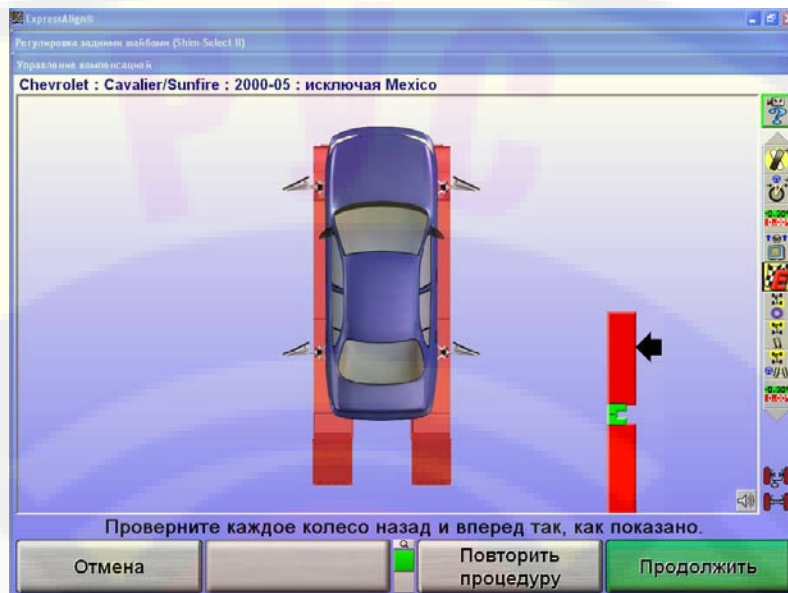 ExpressAlign®
Регулировка задними шайбами (Shim-Select II)
Управление компенсацией
Chevrolet : Cavalier/Sunfire : 2000-05 : исключая Mexico
Проверните каждое колесо назад и вперед так, как показано.
Отмена
Повторить
процедуру
Продолжить